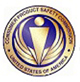 CONSUMER PRODUCT SAFETY COMMISSION
UNITED STATES OF AMERICA